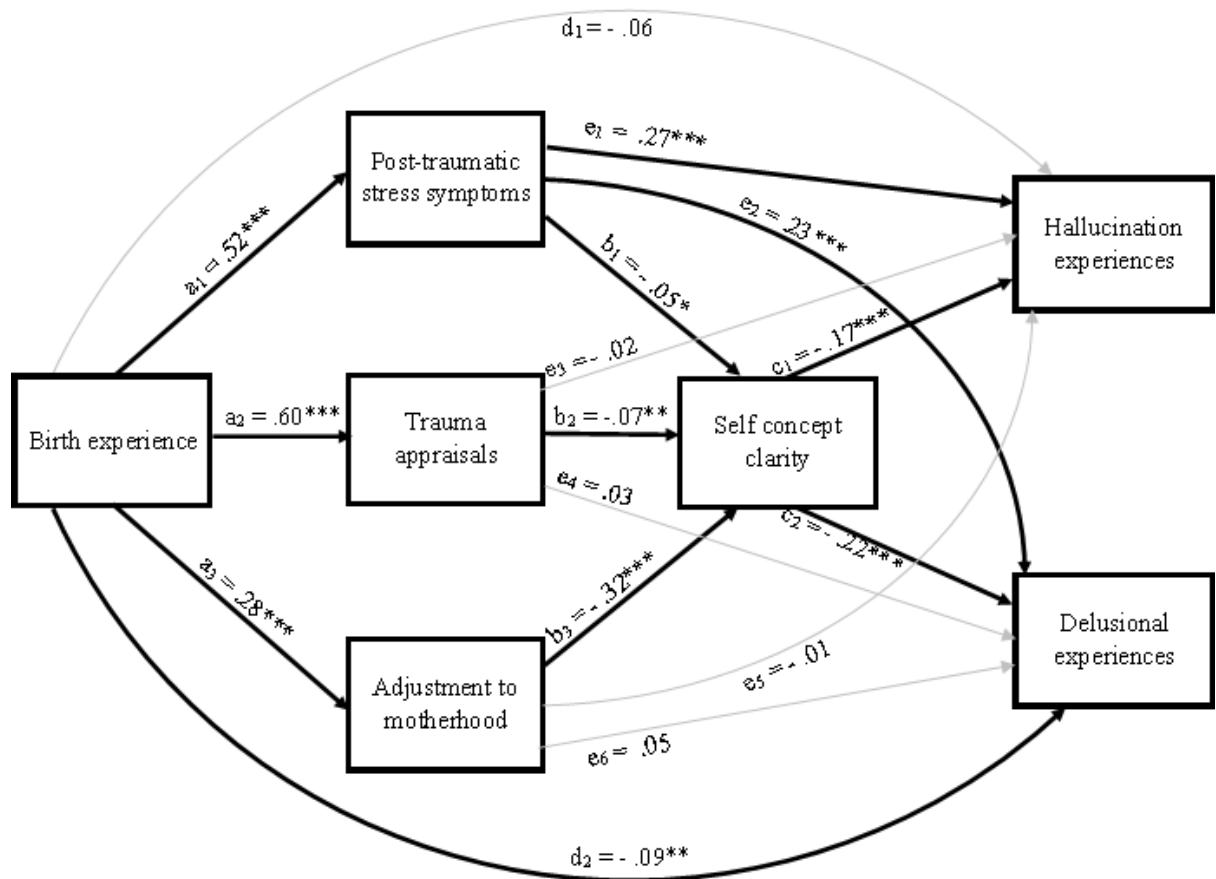 d₁ = - .06
Post-traumatic
stress symptoms
e₁ = .27***
e₂ = .23***
Hallucination
experiences
a₁ = .52***
b₁ = - .05*
e₃ = - .02
c₁ = - .17***
Birth experience
a₂ = .60***
Trauma
appraisals
b₂ = -.07**
Self concept
clarity
e₄ = .03
c₂ = - .22***
a₃ = .28***
b₃ = - .32***
Delusional
experiences
Adjustment to
motherhood
e₅ = - .01
e₆ = .05
d₂ = - .09**